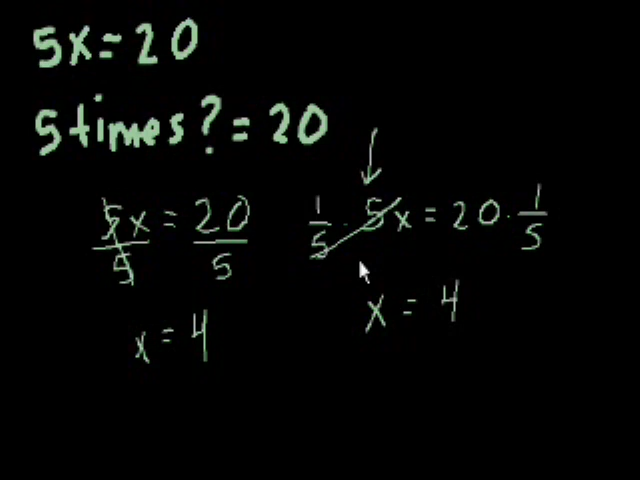 5x=20
5 times ? = 20
5x/5 = 20/5
x = 4
1/5 · 5x = 20 · 1/5
x = 4